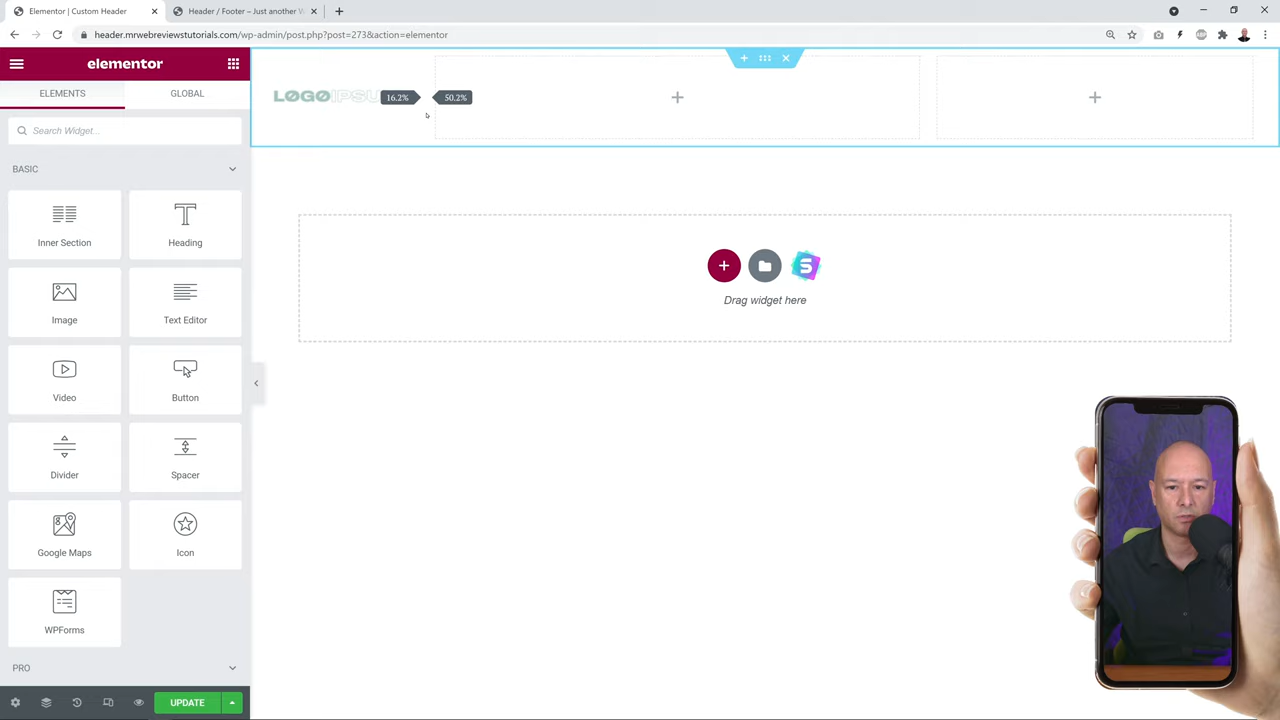 Elementor | Custom Header
Header / Footer – Just another W
header.mrwebreviewstutorials.com/wp-admin/post.php?post=273&action=elementor
elementor
ELEMENTS
GLOBAL
LOGOIPSU
16.2%
50.2%
Search Widget...
BASIC
Inner Section
Heading
Image
Text Editor
Drag widget here
Video
Button
Divider
Spacer
Google Maps
Icon
WPForms
PRO
UPDATE